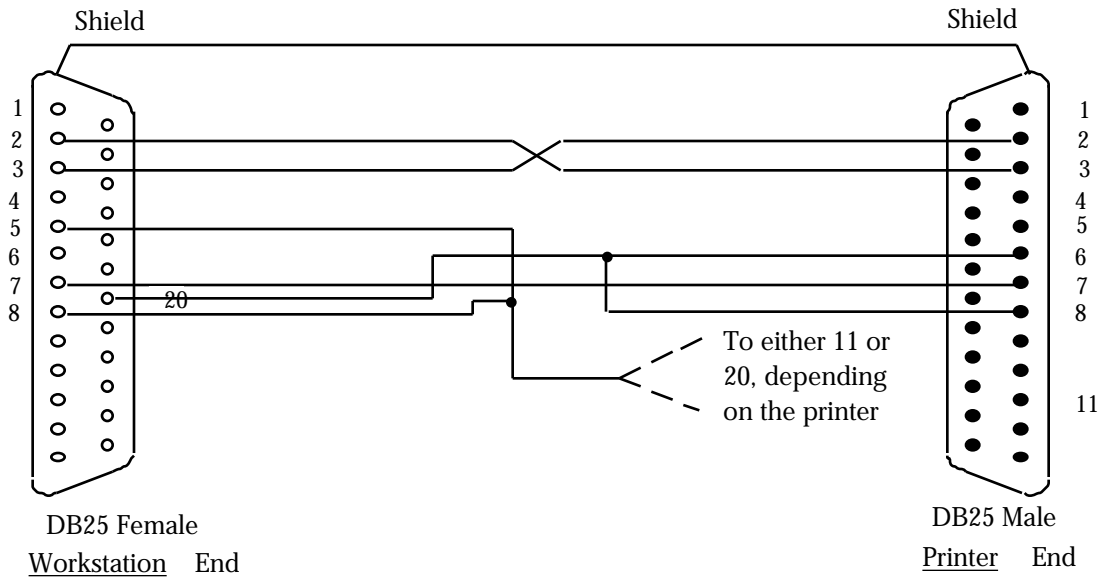 Shield
Shield
1
2
3
4
5
6
7
8
20
1
2
3
4
5
6
7
8
11
To either 11 or
20, depending
on the printer
DB25 Female
Workstation End
DB25 Male
Printer End